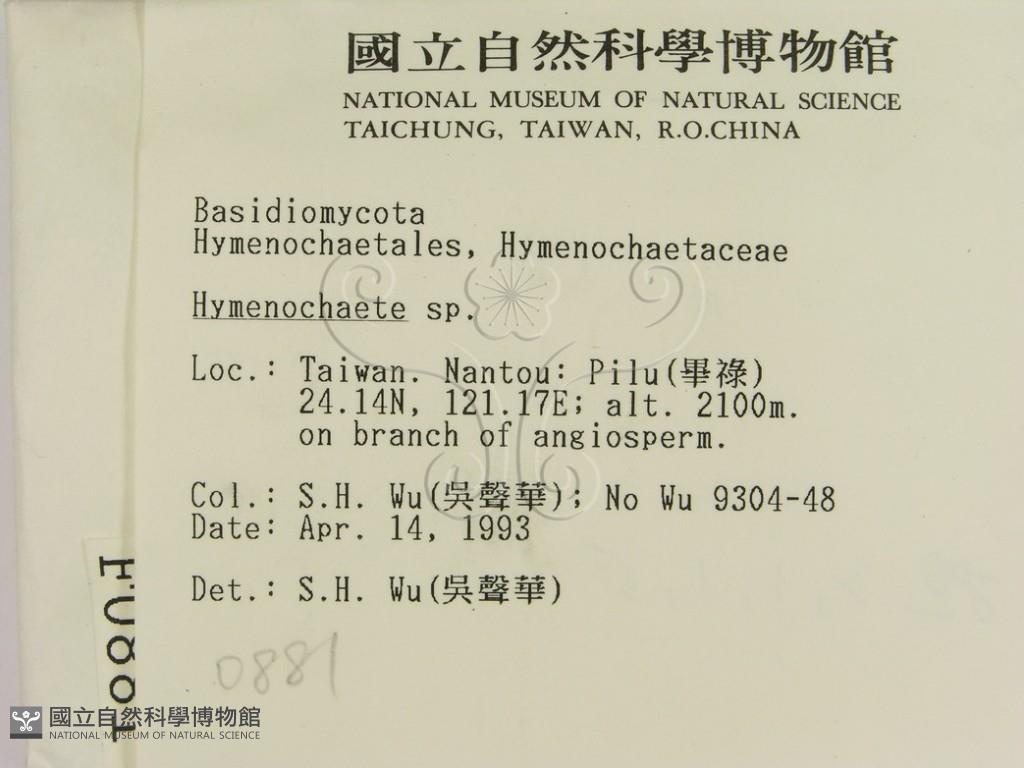 國立自然科學博物館
NATIONAL MUSEUM OF NATURAL SCIENCE
TAICHUNG, TAIWAN, R.O.CHINA
Basidiomycota
Hymenochaetales, Hymenochaetaceae
Hymenochaete sp.
Loc.: Taiwan. Nantou: Pilu(畢祿)
24.14N, 121.17E; alt. 2100m.
on branch of angiosperm.
Col.: S.H. Wu(吳聲華); No Wu 9304-48
Date: Apr. 14, 1993
Det.: S.H. Wu(吳聲華)
0881
國立自然科學博物館
NATIONAL MUSEUM OF NATURAL SCIENCE